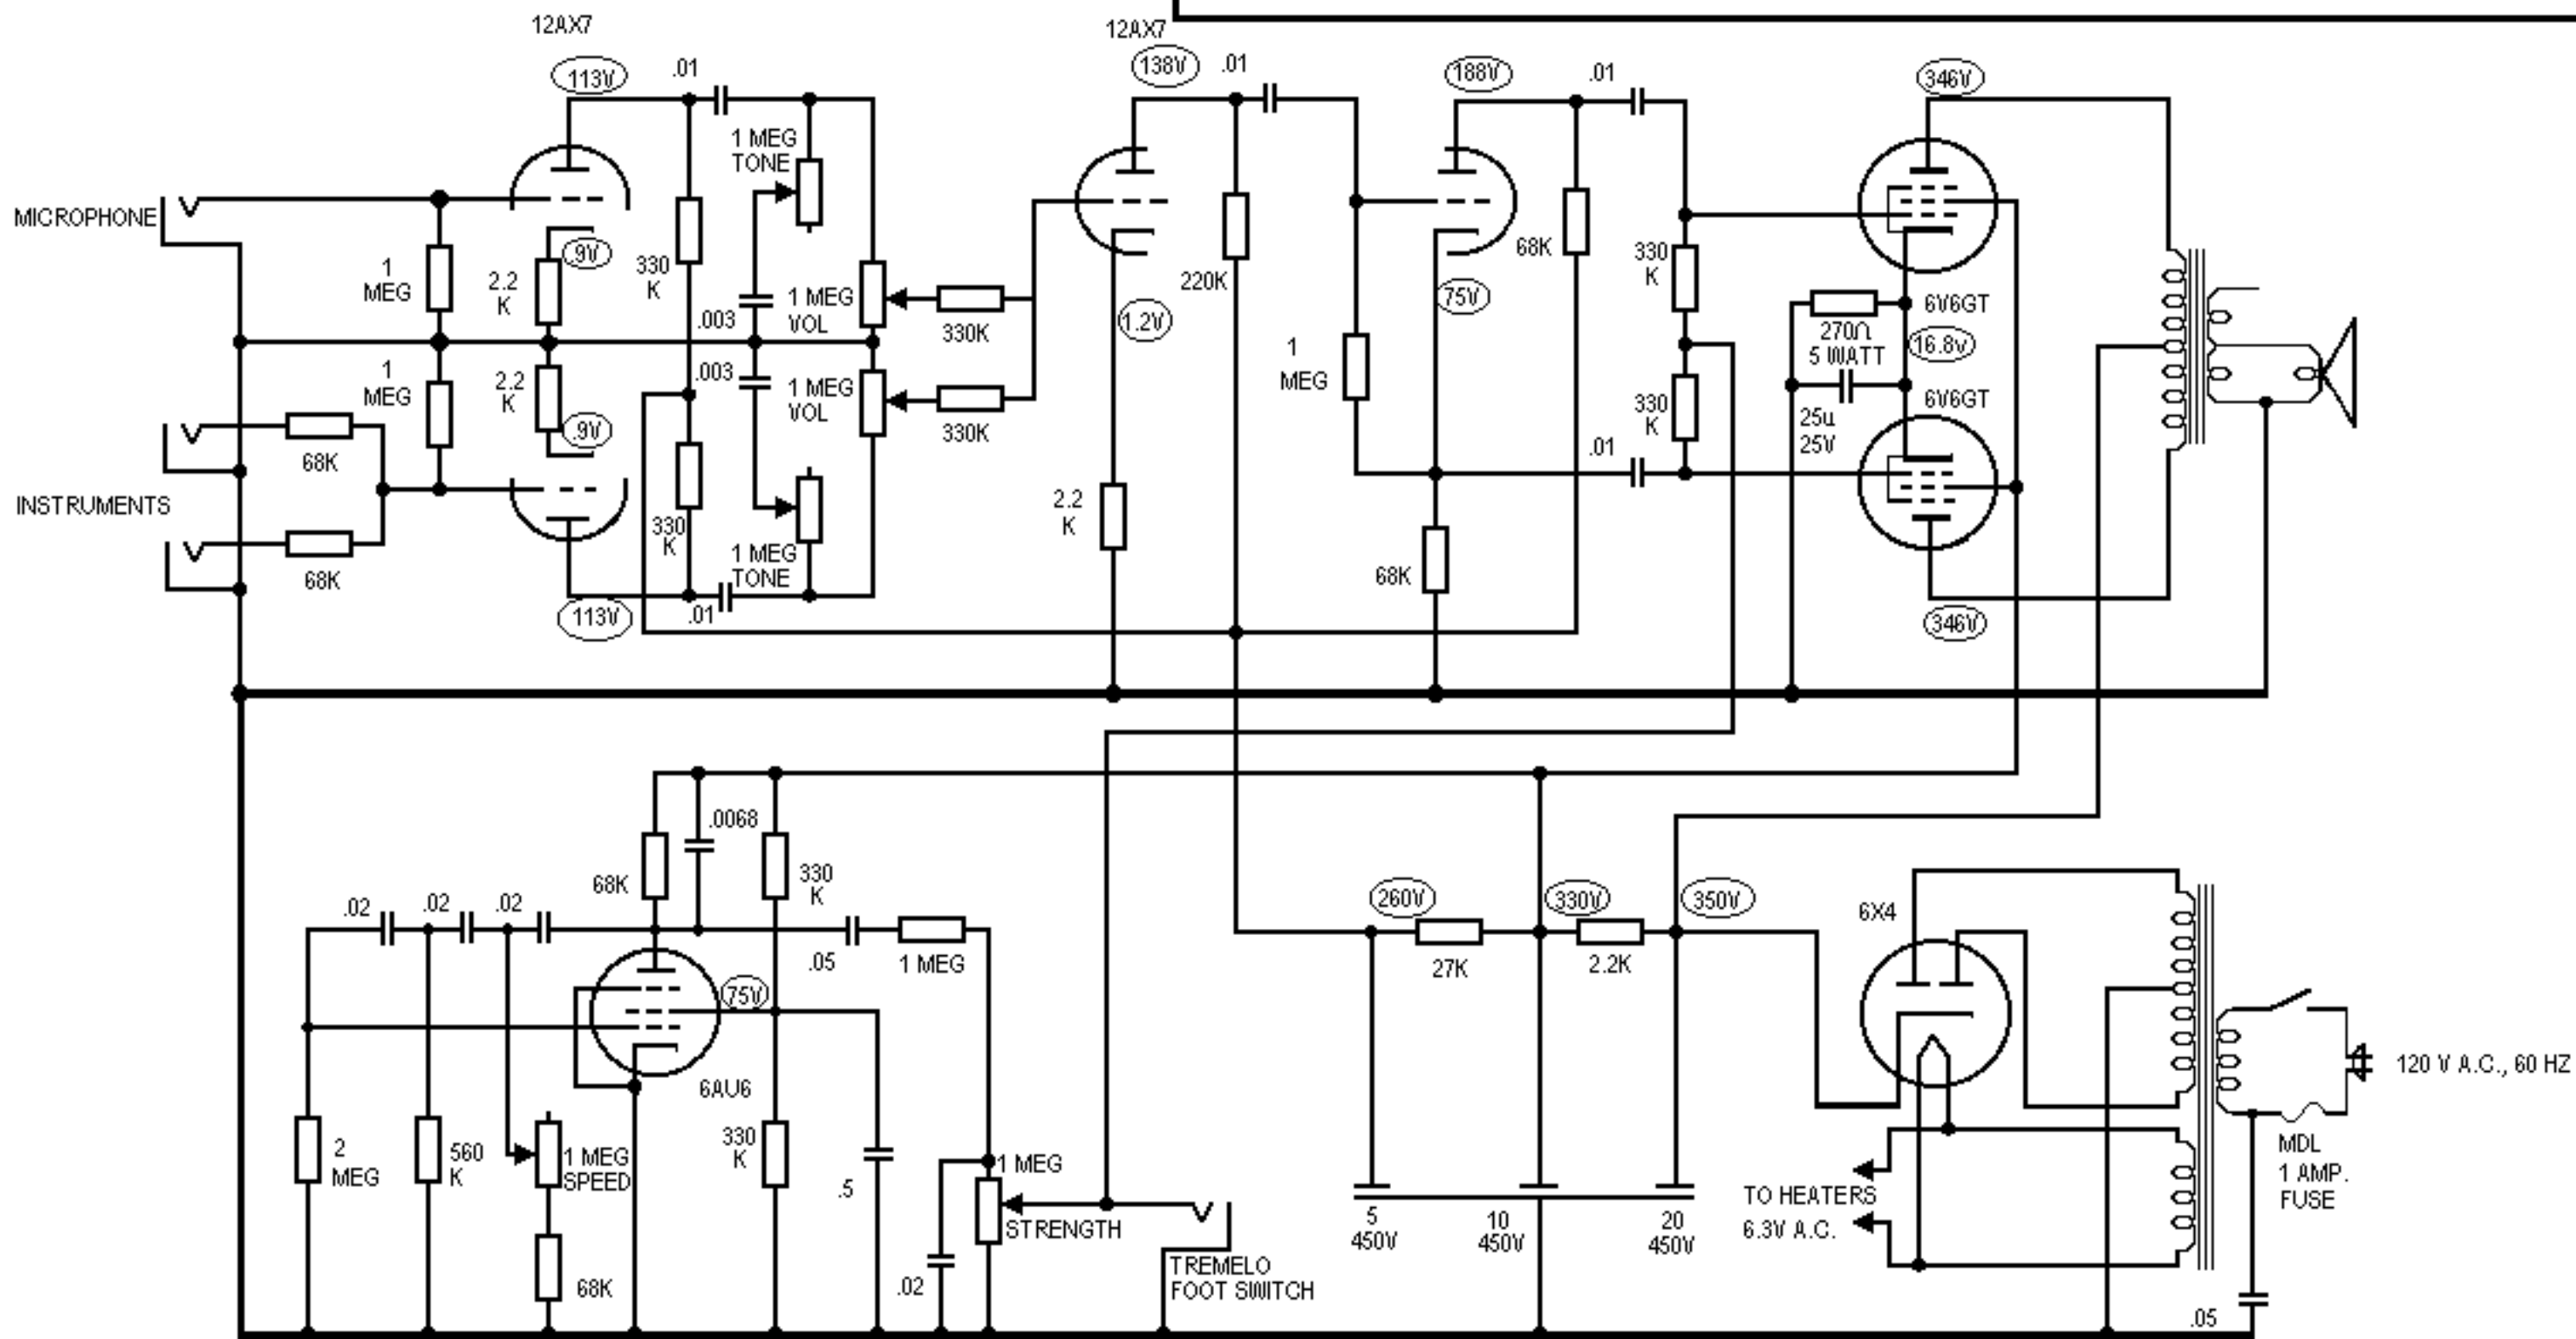 12AX7
12AX7
113V
.01
138V
.01
188V
.01
346V
1 MEG
TONE
MICROPHONE
.9V
1
MEG
2.2
K
330
K
.003
1 MEG
VOL
330K
220K
68K
330
K
75V
1.2V
6V6GT
270Ω
5 WATT
16.8v
1
MEG
2.2
K
.003
1 MEG
VOL
330K
1
MEG
330
K
6V6GT
25u
25V
.9V
68K
.01
INSTRUMENTS
330
K
2.2
K
1 MEG
TONE
68K
68K
113V
.01
346V
.0068
68K
330
K
.02
.02
.02
260V
330V
350V
6X4
.05
1 MEG
27K
2.2K
75V
6AU6
120 V A.C., 60 HZ
2
MEG
560
K
1 MEG
SPEED
330
K
.5
1 MEG
STRENGTH
MDL
1 AMP.
FUSE
TO HEATERS
6.3V A.C.
5
450V
10
450V
20
450V
68K
.02
TREMELO
FOOT SWITCH
.05